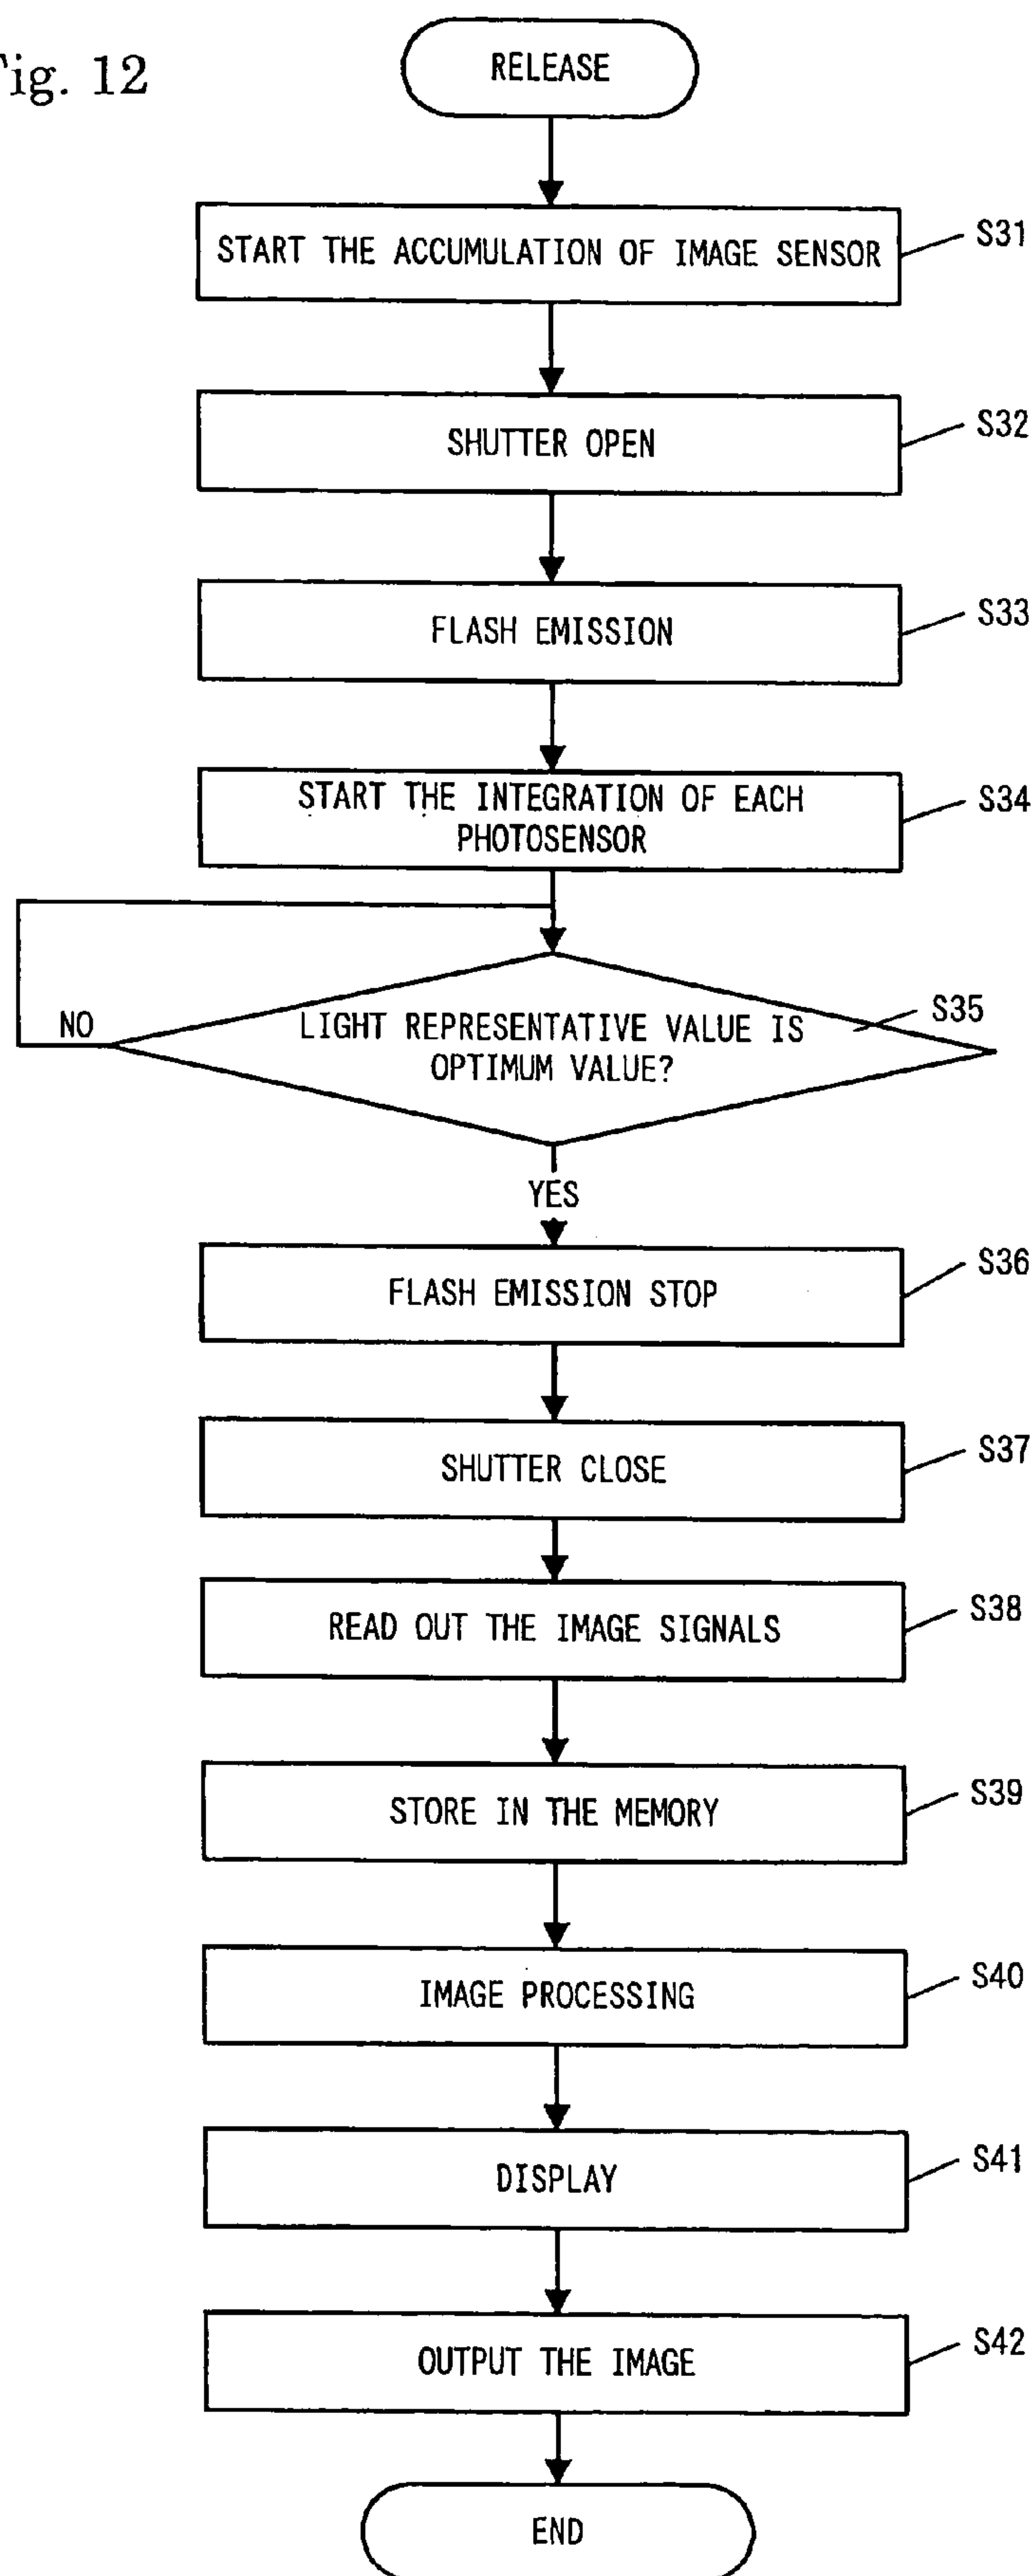 Fig. 12
RELEASE
START THE ACCUMULATION OF IMAGE SENSOR
S31
SHUTTER OPEN
S32
FLASH EMISSION
S33
START THE INTEGRATION OF EACH
PHOTOSENSOR
S34
LIGHT REPRESENTATIVE VALUE IS
OPTIMUM VALUE?
S35
NO
YES
FLASH EMISSION STOP
S36
SHUTTER CLOSE
S37
READ OUT THE IMAGE SIGNALS
S38
STORE IN THE MEMORY
S39
IMAGE PROCESSING
S40
DISPLAY
S41
OUTPUT THE IMAGE
S42
END